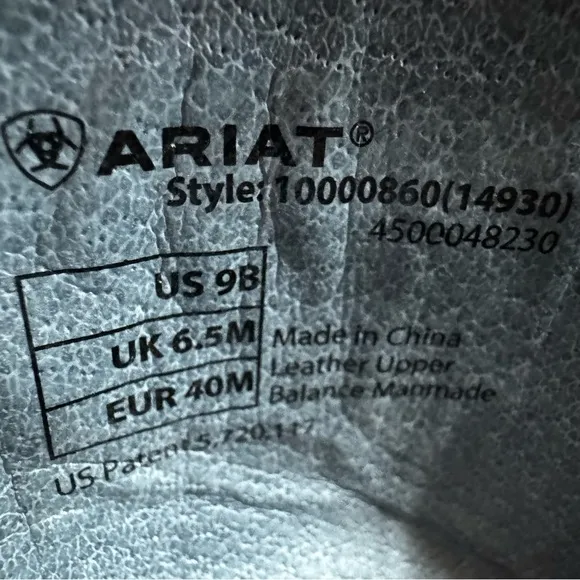 ARIAT®
Style: 10000860(14930)
4500048230
US 9B
UK 6.5M
EUR 40M
Made in China
Leather Upper
Balance Manmade
US Patent 5,720,117